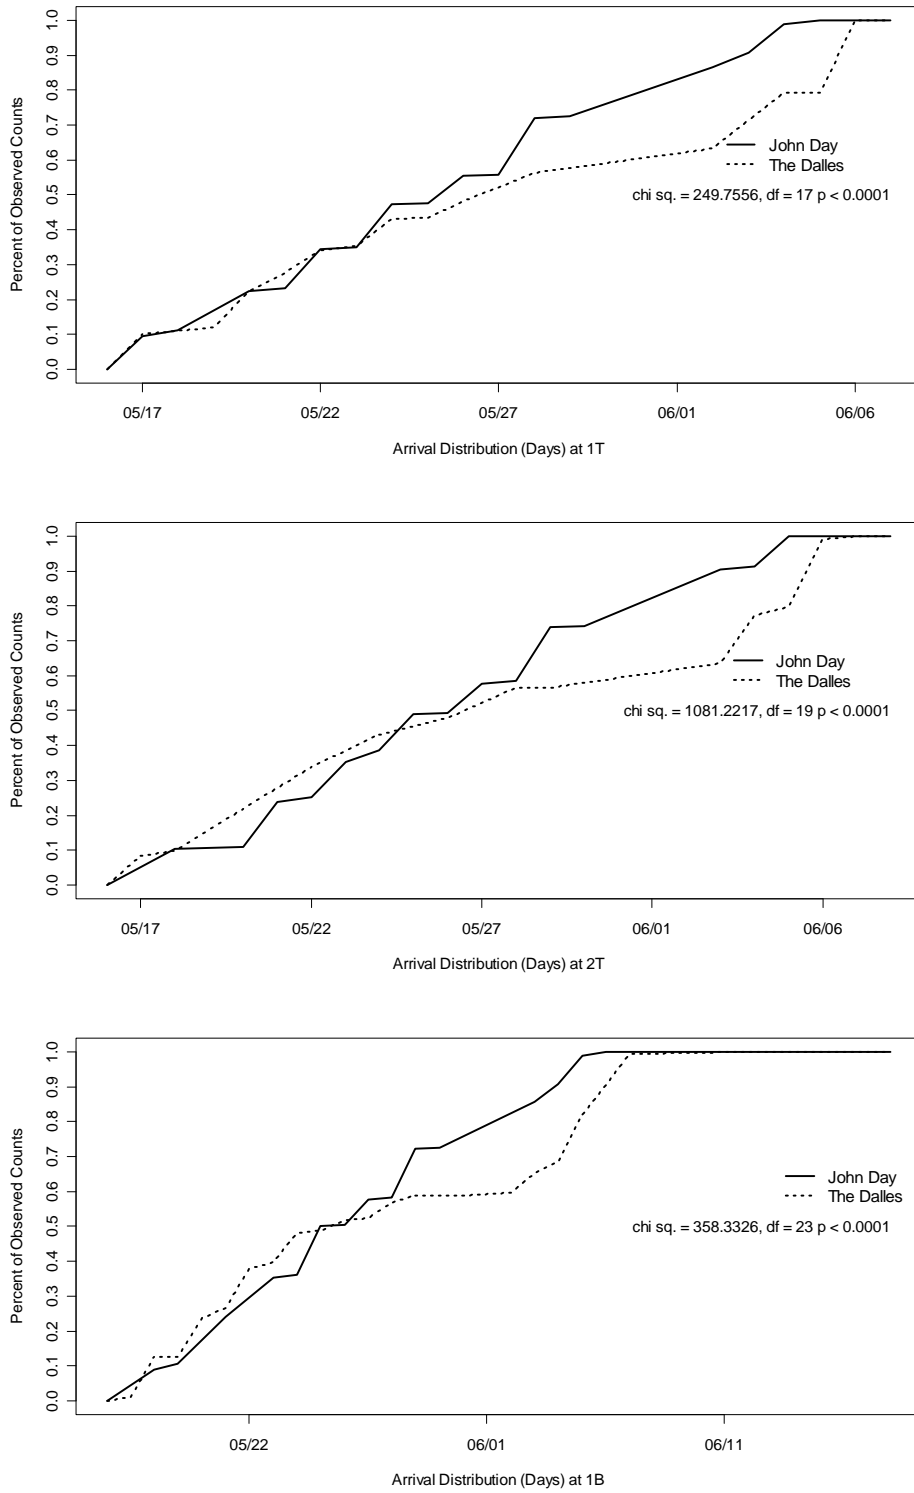 Percent of Observed Counts
1.0
0.9
0.8
0.7
0.6
0.5
0.4
0.3
0.2
0.1
0.0
John Day
The Dalles
chi sq. = 249.7556, df = 17 p < 0.0001
05/17 05/22 05/27 06/01 06/06
Arrival Distribution (Days) at 1T
Percent of Observed Counts
1.0
0.9
0.8
0.7
0.6
0.5
0.4
0.3
0.2
0.1
0.0
John Day
The Dalles
chi sq. = 1081.2217, df = 19 p < 0.0001
05/17 05/22 05/27 06/01 06/06
Arrival Distribution (Days) at 2T
Percent of Observed Counts
1.0
0.9
0.8
0.7
0.6
0.5
0.4
0.3
0.2
0.1
0.0
John Day
The Dalles
chi sq. = 358.3326, df = 23 p < 0.0001
05/22 06/01 06/11
Arrival Distribution (Days) at 1B